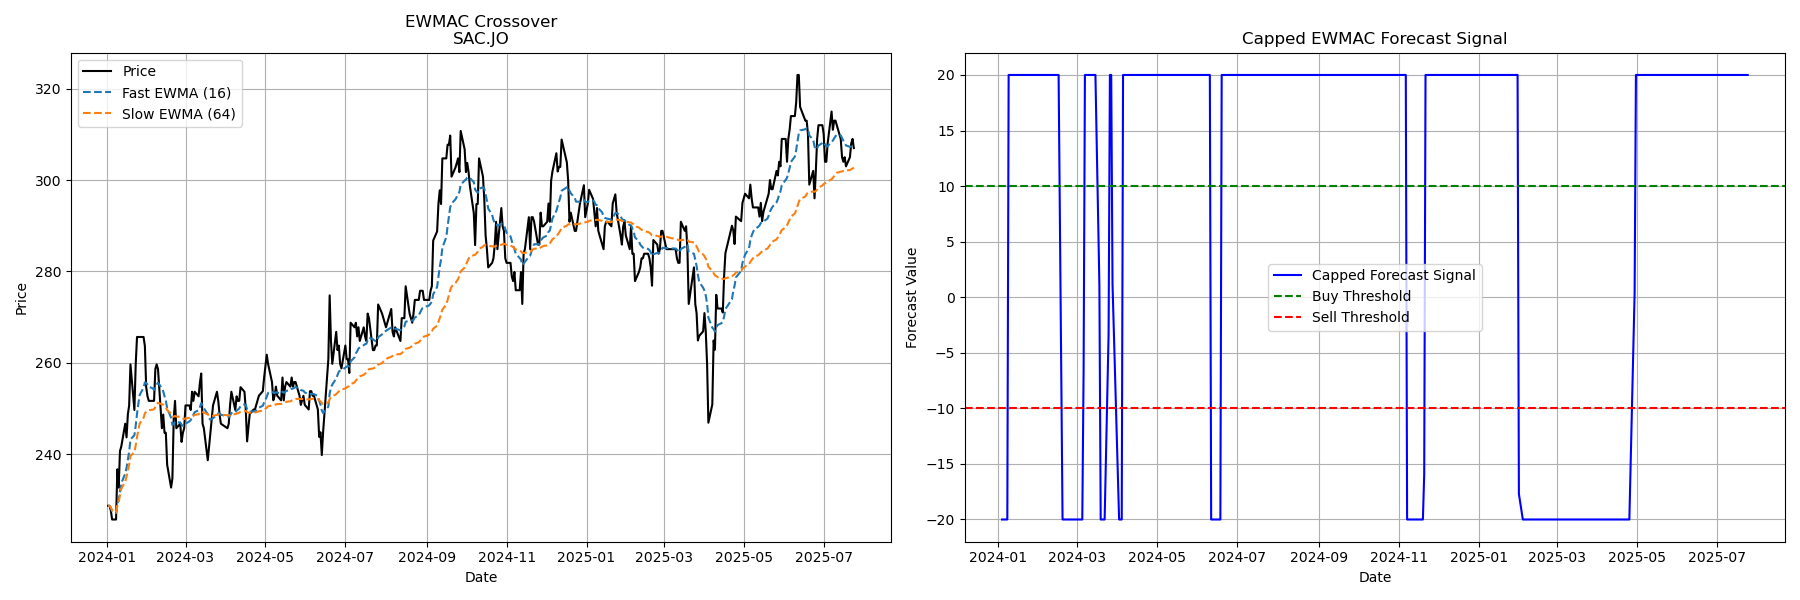 EWMAC Crossover
SAC.JO
Price
Fast EWMA (16)
Slow EWMA (64)
320
300
280
260
240
Price
2024-01 2024-03 2024-05 2024-07 2024-09 2024-11 2025-01 2025-03 2025-05 2025-07
Date
Capped EWMAC Forecast Signal
20
15
10
5
0
−5
−10
−15
−20
Forecast Value
Capped Forecast Signal
Buy Threshold
Sell Threshold
2024-01 2024-03 2024-05 2024-07 2024-09 2024-11 2025-01 2025-03 2025-05 2025-07
Date